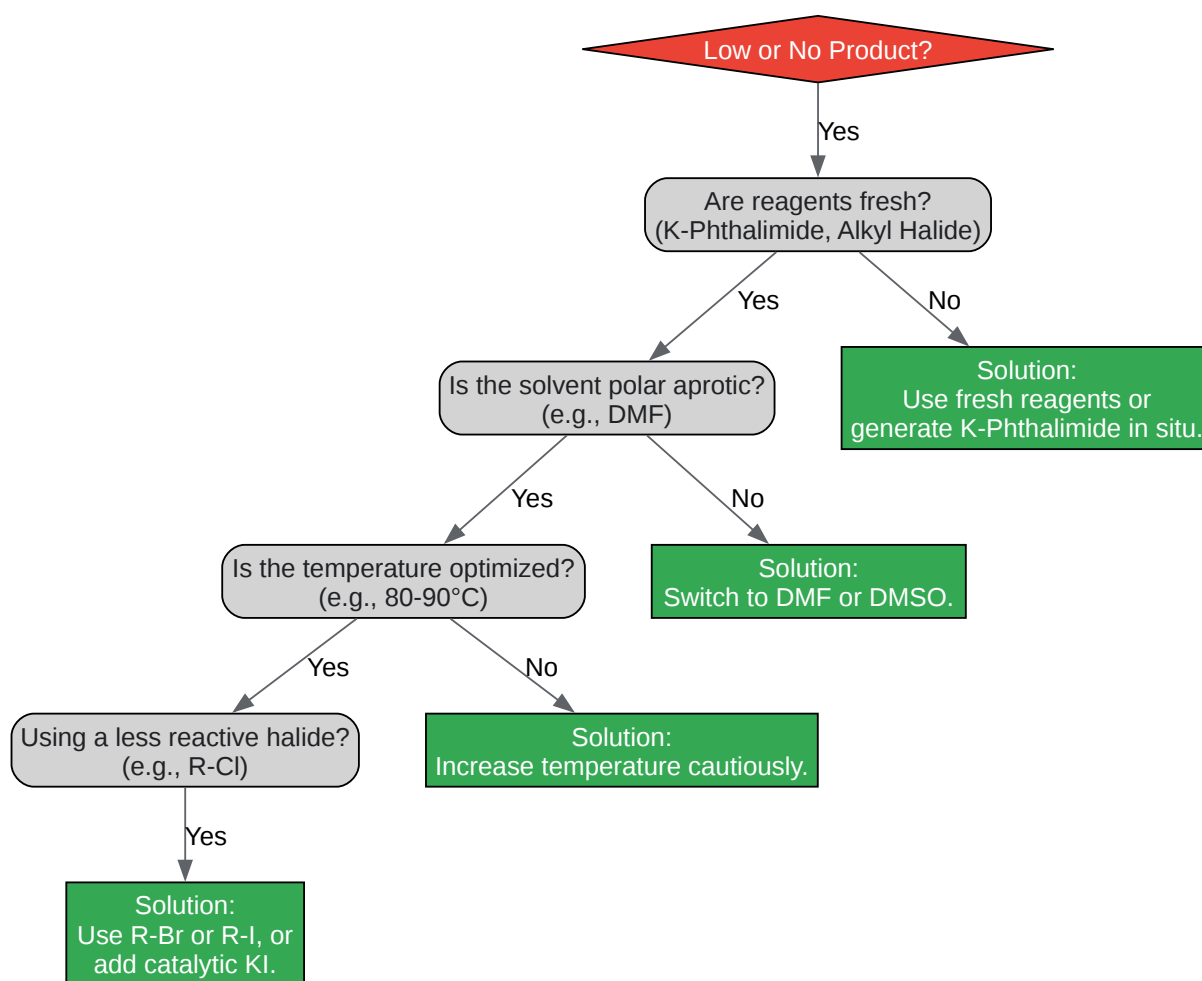 Low or No Product?
Yes
Are reagents fresh?
(K-Phthalimide, Alkyl Halide)
Yes
No
Is the solvent polar aprotic?
(e.g., DMF)
Solution:
Use fresh reagents or
generate K-Phthalimide in situ.
Yes
No
Is the temperature optimized?
(e.g., 80-90°C)
Solution:
Switch to DMF or DMSO.
Yes
No
Using a less reactive halide?
(e.g., R-Cl)
Solution:
Increase temperature cautiously.
Yes
Solution:
Use R-Br or R-I, or
add catalytic KI.